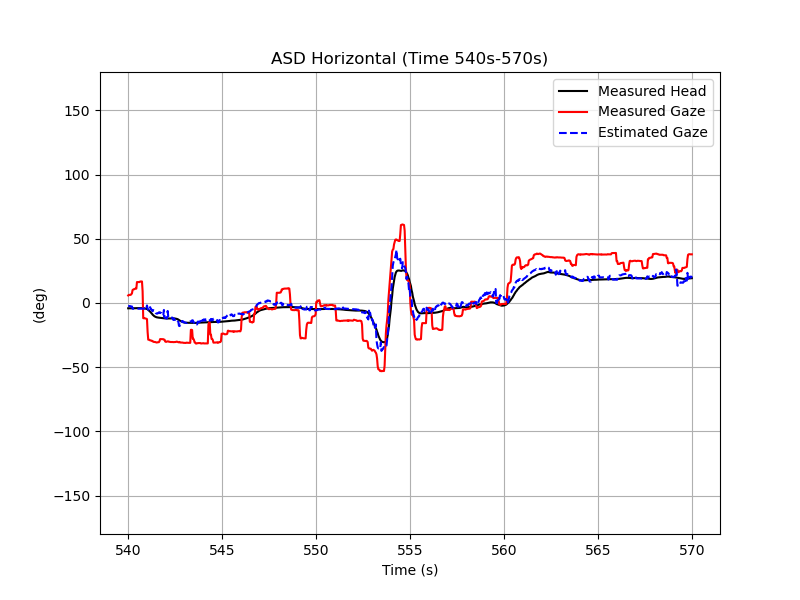 ASD Horizontal (Time 540s-570s)
Measured Head
Measured Gaze
Estimated Gaze
150
100
50
0
−50
−100
−150
(deg)
540 545 550 555 560 565 570
Time (s)